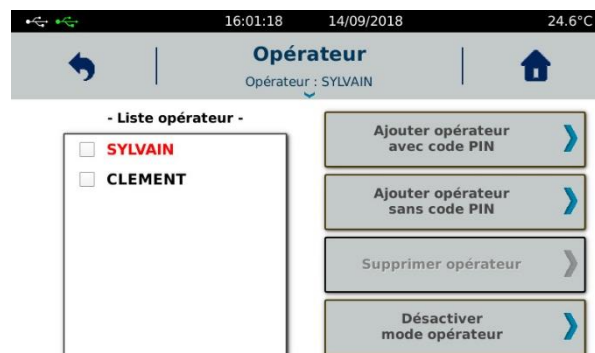 16:01:18 14/09/2018 24.6°C
Opérateur
Opérateur : SYLVAIN
- Liste opérateur -
SYLVAIN
CLEMENT
Ajouter opérateur
avec code PIN
Ajouter opérateur
sans code PIN
Supprimer opérateur
Désactiver
mode opérateur